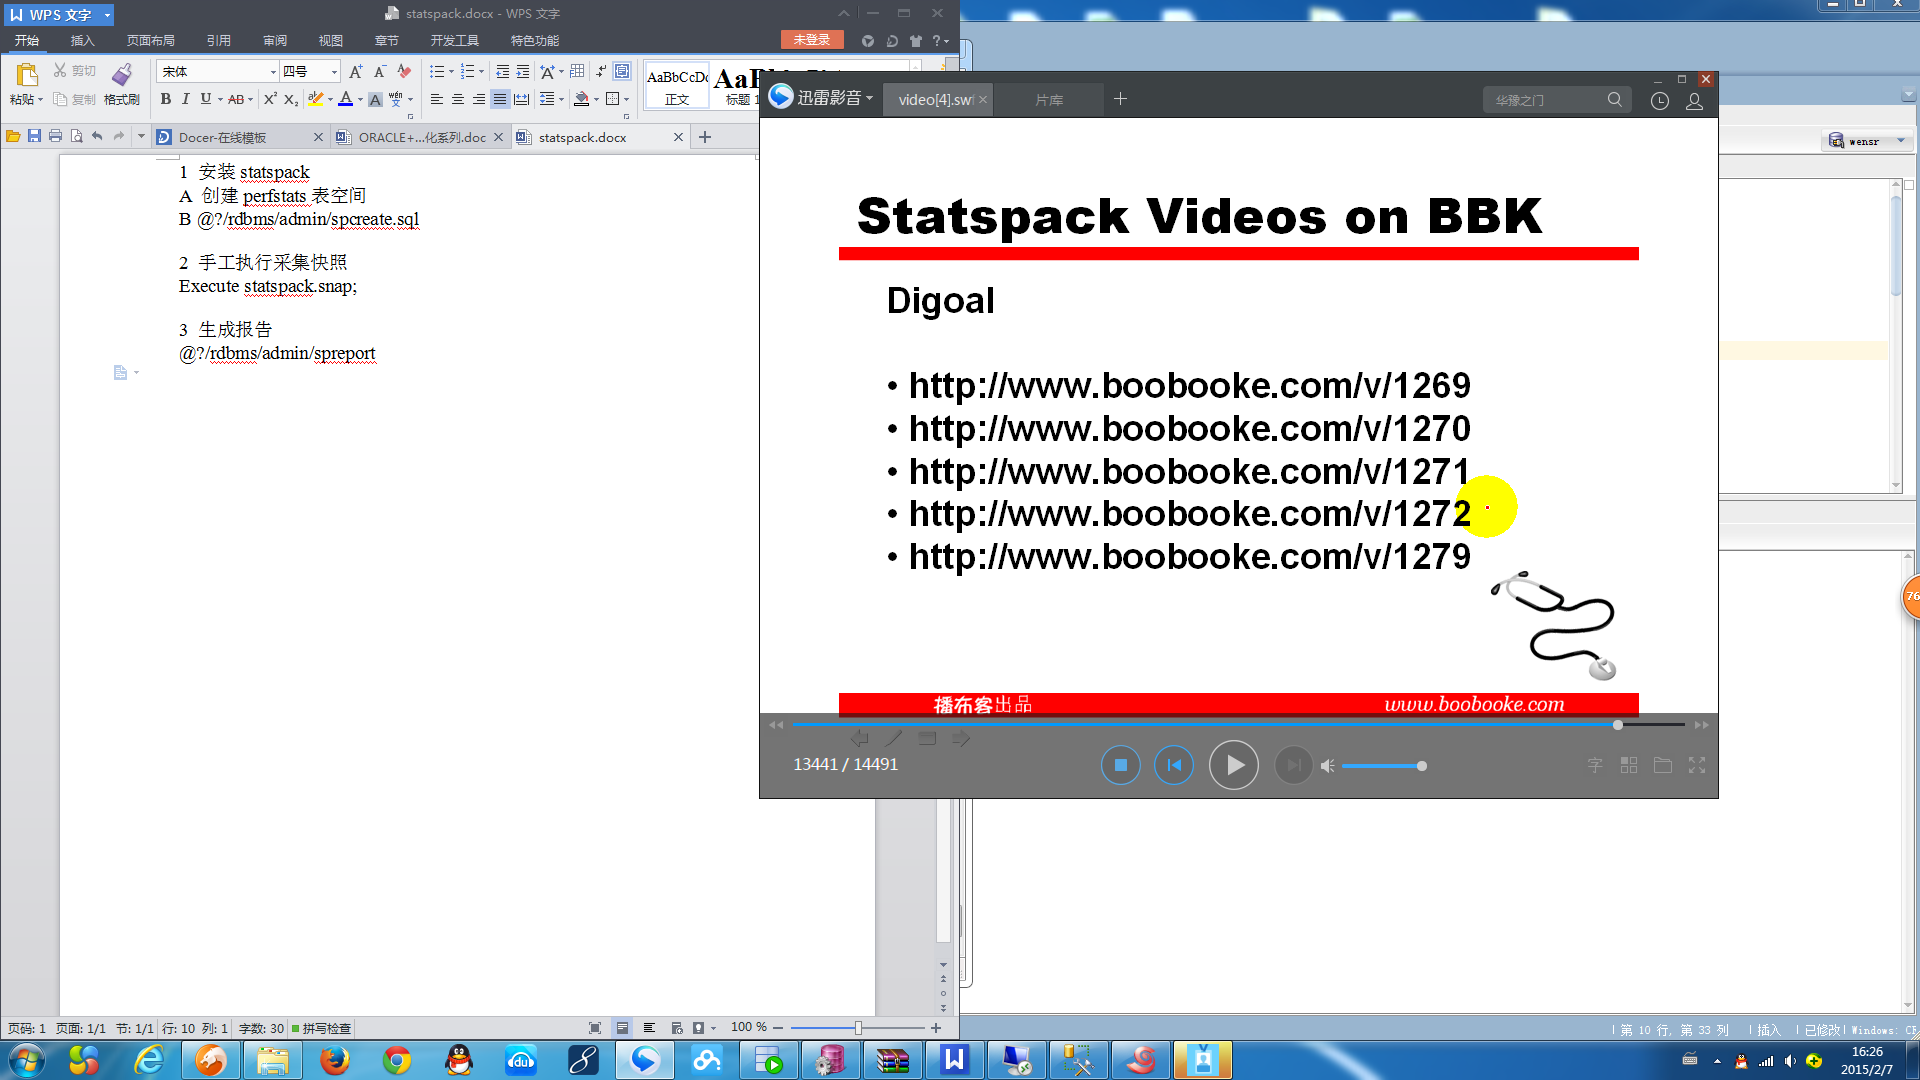 WPS 文字
statspack.docx - WPS 文字
开始 插入 页面布局 引用 审阅 视图 章节 开发工具 特色功能 未登录
粘贴 剪切 复制 格式刷
宋体 四号
AaBbCcDc 正文
标题 1
Docer-在线模板
ORACLE+...化系列.doc
statspack.docx
1 安装 statspack
A 创建 perfstats 表空间
B @?/rdbms/admin/spcreate.sql
2 手工执行采集快照
Execute statspack.snap;
3 生成报告
@?/rdbms/admin/spreport
页码: 1 页面: 1/1 节: 1/1 行: 10 列: 1 字数: 30 拼写检查
100 %
迅雷影音
video[4].swf
片库
华豫之门
Statspack Videos on BBK
Digoal
• http://www.boobooke.com/v/1269
• http://www.boobooke.com/v/1270
• http://www.boobooke.com/v/1271
• http://www.boobooke.com/v/1272
• http://www.boobooke.com/v/1279
播布客出品
www.boobooke.com
13441 / 14491
字
wensr
76
第 10 行, 第 33 列 插入 已修改 Windows:
16:26
2015/2/7